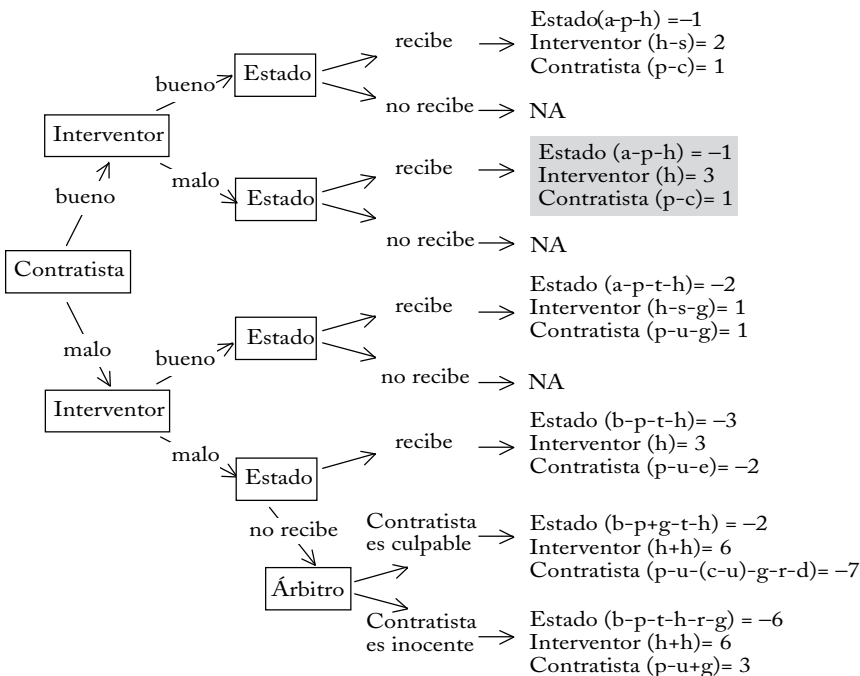 recibe
Estado(a-p-h) =–1
Interventor (h-s)= 2
Contratista (p-c)= 1
bueno
Estado
no recibe
NA
Interventor
malo
Estado
recibe
Estado (a-p-h) = –1
Interventor (h)= 3
Contratista (p-c)= 1
bueno
no recibe
NA
Contratista
malo
bueno
Estado
recibe
Estado (a-p-t-h)= –2
Interventor (h-s-g)= 1
Contratista (p-u-g)= 1
no recibe
NA
Interventor
malo
Estado
recibe
Estado (b-p-t-h)= –3
Interventor (h)= 3
Contratista (p-u-e)= –2
no recibe
Árbitro
Contratista
es culpable
Estado (b-p+g-t-h) = –2
Interventor (h+h)= 6
Contratista (p-u-(c-u)-g-r-d)= –7
Contratista
es inocente
Estado (b-p-t-h-r-g) = –6
Interventor (h+h)= 6
Contratista (p-u+g)= 3